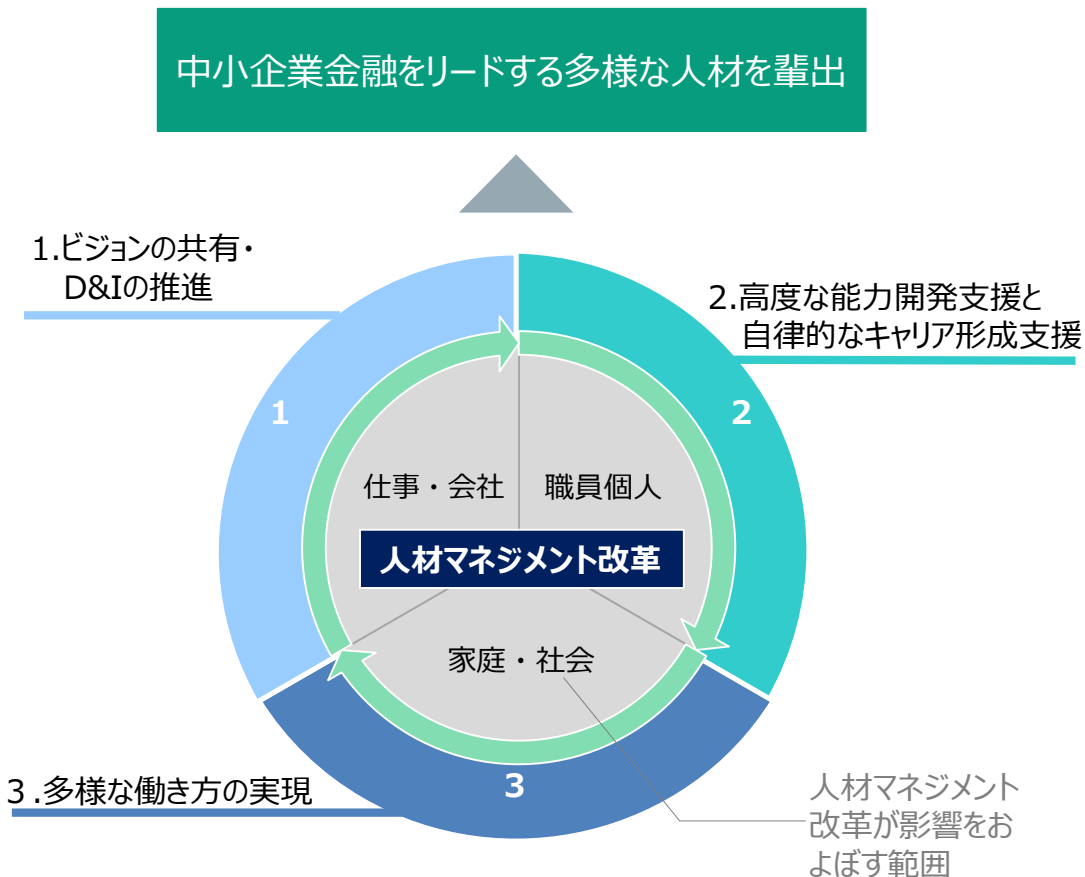 中小企業金融をリードする多様な人材を輩出
1.ビジョンの共有・
D&Iの推進
2.高度な能力開発支援と
自律的なキャリア形成支援
1
2
仕事・会社
職員個人
人材マネジメント改革
家庭・社会
3
3.多様な働き方の実現
人材マネジメント
改革が影響をお
よぼす範囲